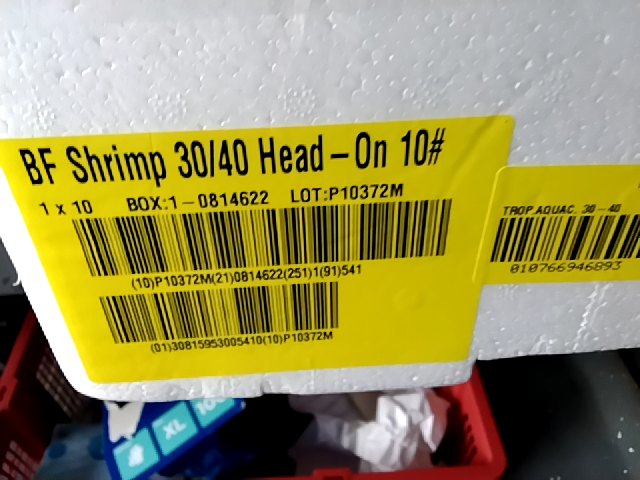 BF Shrimp 30/40 Head-On 10#
1 x 10 BOX:1-0814622 LOT:P10372M
(10)P10372M(21)0814622(251)1(91)541
(01)30815953005410(10)P10372M
TROP.AQUAC. 30-40
010766946893
XL